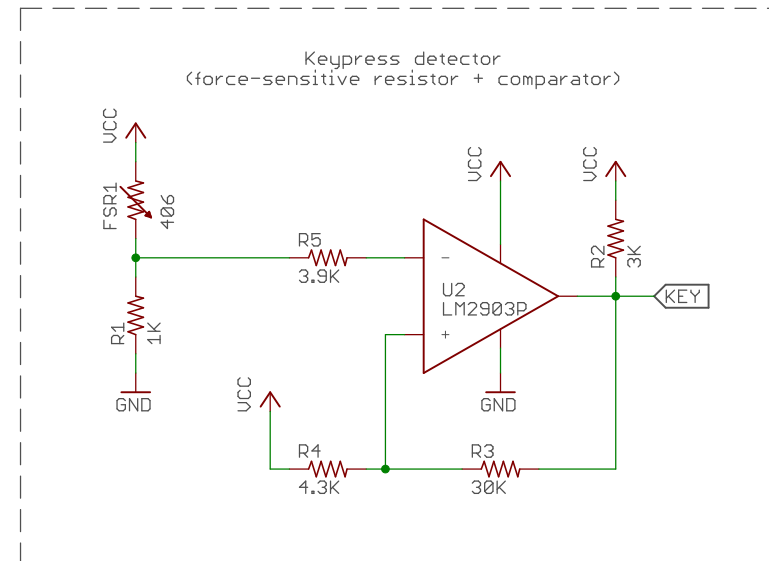 Keypress detector
(force-sensitive resistor + comparator)
VCC
FSR1
406
R1
1K
GND
R5
3.9K
VCC
-
U2
LM2903P
+
GND
VCC
R2
3K
KEY
VCC
R4
4.3K
R3
30K